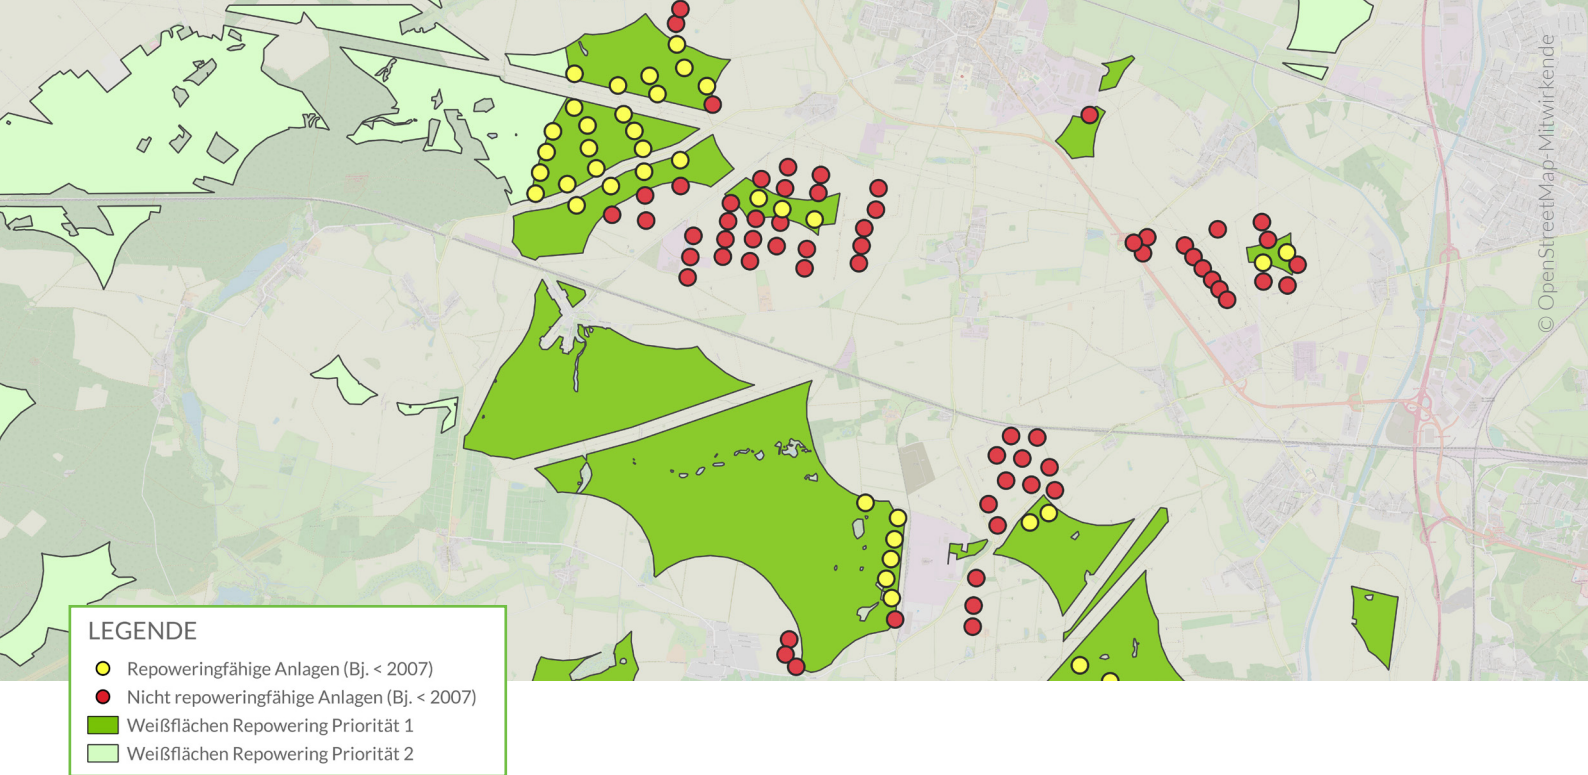 © OpenStreetMap-Mitwirkende
LEGENDE
Repoweringfähige Anlagen (Bj. < 2007)
Nicht repoweringfähige Anlagen (Bj. < 2007)
Weißflächen Repowering Priorität 1
Weißflächen Repowering Priorität 2